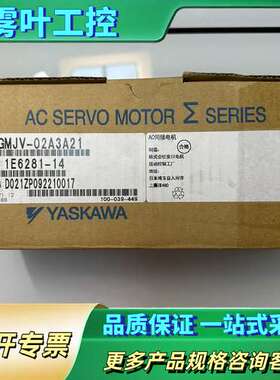 雾叶工控
AC SERVO MOTOR Σ SERIES
GMJV-02A3A21
1E6281-14
D021ZP092210017
AC伺服电机
合格
YASKAWA
100-039-449
开专票
品质保证 一站式采
更多产品规格咨询客